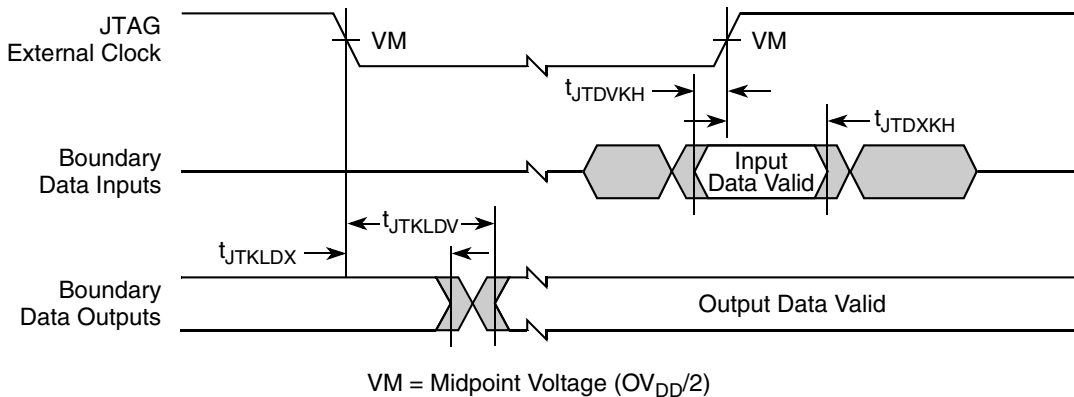 JTAG
External Clock
VM
VM
tJTDVKH
tJTDXKH
Boundary
Data Inputs
Input
Data Valid
tJTKLDV
tJTKLDX
Boundary
Data Outputs
Output Data Valid
VM = Midpoint Voltage (OVDD/2)